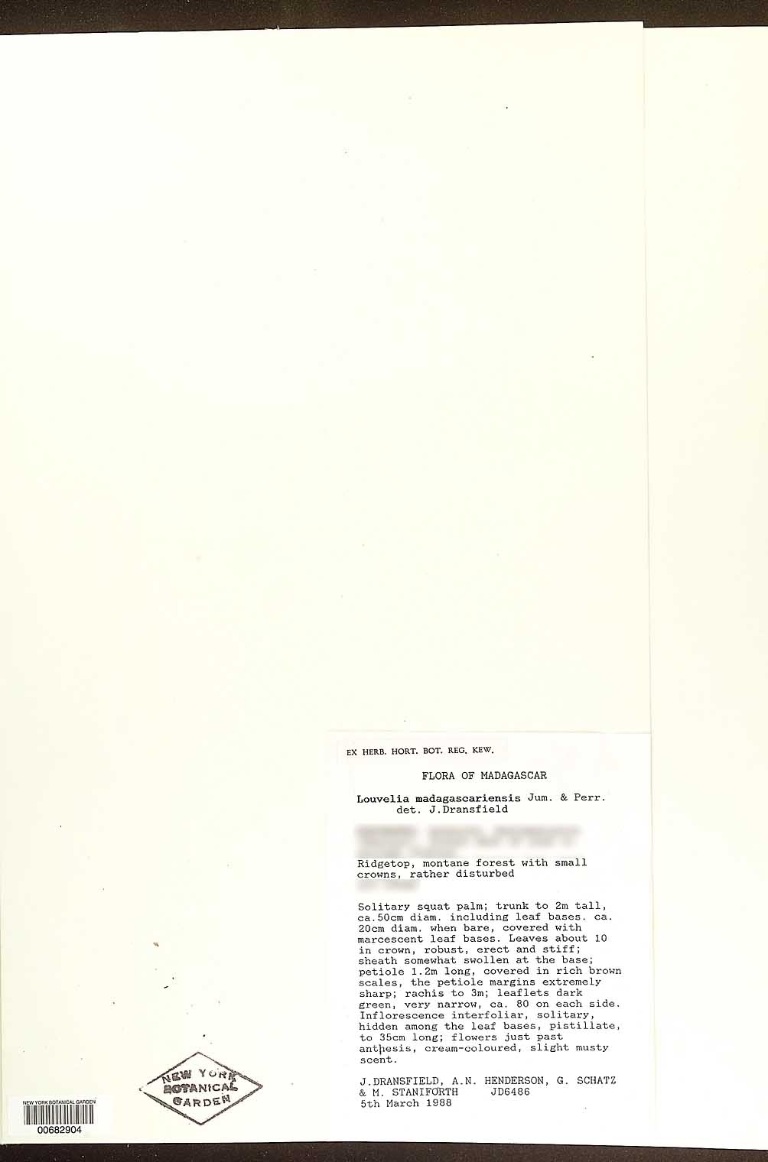 EX HERB. HORT. BOT. REG. KEW.
FLORA OF MADAGASCAR
Louvelia madagascariensis Jum. & Perr.
det. J.Dransfield
Ridgetop, montane forest with small
crowns, rather disturbed
Solitary squat palm; trunk to 2m tall,
ca.50cm diam. including leaf bases. ca.
20cm diam. when bare, covered with
marcescent leaf bases. Leaves about 10
in crown, robust, erect and stiff;
sheath somewhat swollen at the base;
petiole 1.2m long, covered in rich brown
scales, the petiole margins extremely
sharp; rachis to 3m; leaflets dark
green, very narrow, ca. 80 on each side.
Inflorescence interfoliar, solitary,
hidden among the leaf bases, pistillate,
to 35cm long; flowers just past
anthesis, cream-coloured, slight musty
scent.
J.DRANSFIELD, A.N. HENDERSON, G. SCHATZ
& M. STANIFORTH JD6486
5th March 1988
NEW YORK
BOTANICAL
GARDEN
NEW YORK BOTANICAL GARDEN
00682904